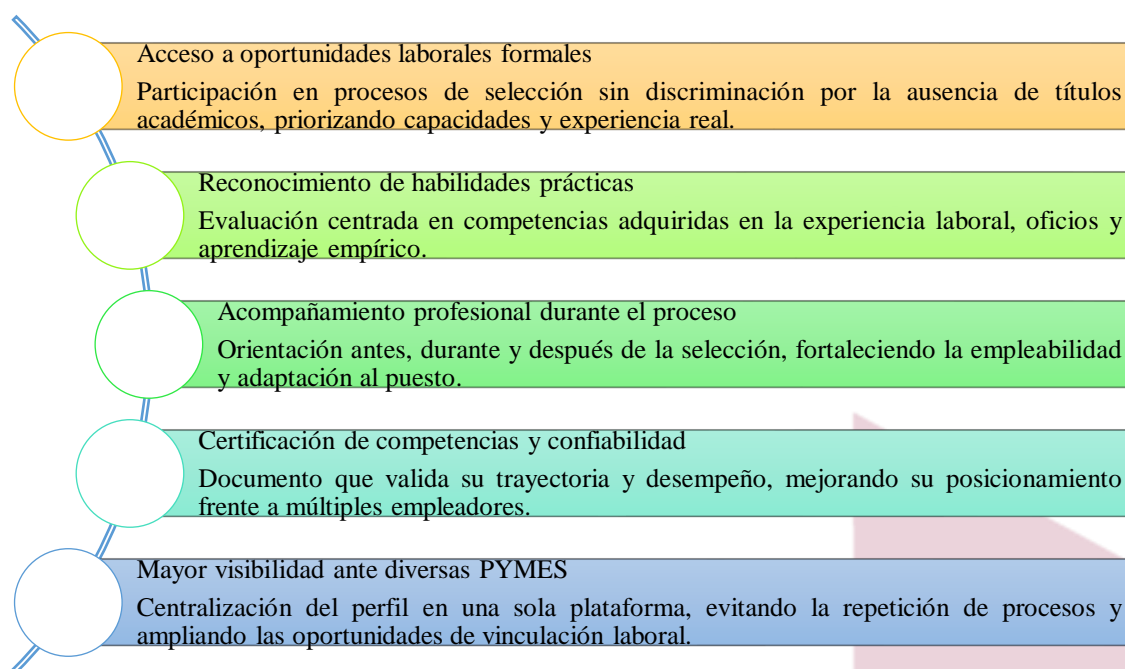 Acceso a oportunidades laborales formales
Participación en procesos de selección sin discriminación por la ausencia de títulos
académicos, priorizando capacidades y experiencia real.
Reconocimiento de habilidades prácticas
Evaluación centrada en competencias adquiridas en la experiencia laboral, oficios y
aprendizaje empírico.
Acompañamiento profesional durante el proceso
Orientación antes, durante y después de la selección, fortaleciendo la empleabilidad
y adaptación al puesto.
Certificación de competencias y confiabilidad
Documento que valida su trayectoria y desempeño, mejorando su posicionamiento
frente a múltiples empleadores.
Mayor visibilidad ante diversas PYMES
Centralización del perfil en una sola plataforma, evitando la repetición de procesos y
ampliando las oportunidades de vinculación laboral.